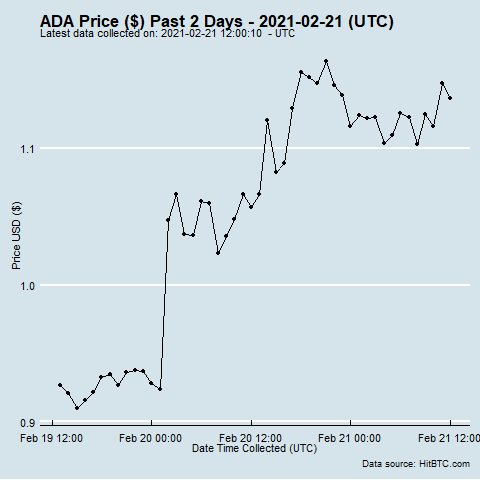 ADA Price ($) Past 2 Days - 2021-02-21 (UTC)
Latest data collected on: 2021-02-21 12:00:10 - UTC
Price USD ($)
1.1
1.0
0.9
Feb 19 12:00 Feb 20 00:00 Feb 20 12:00 Feb 21 00:00 Feb 21 12:00
Date Time Collected (UTC)
Data source: HitBTC.com